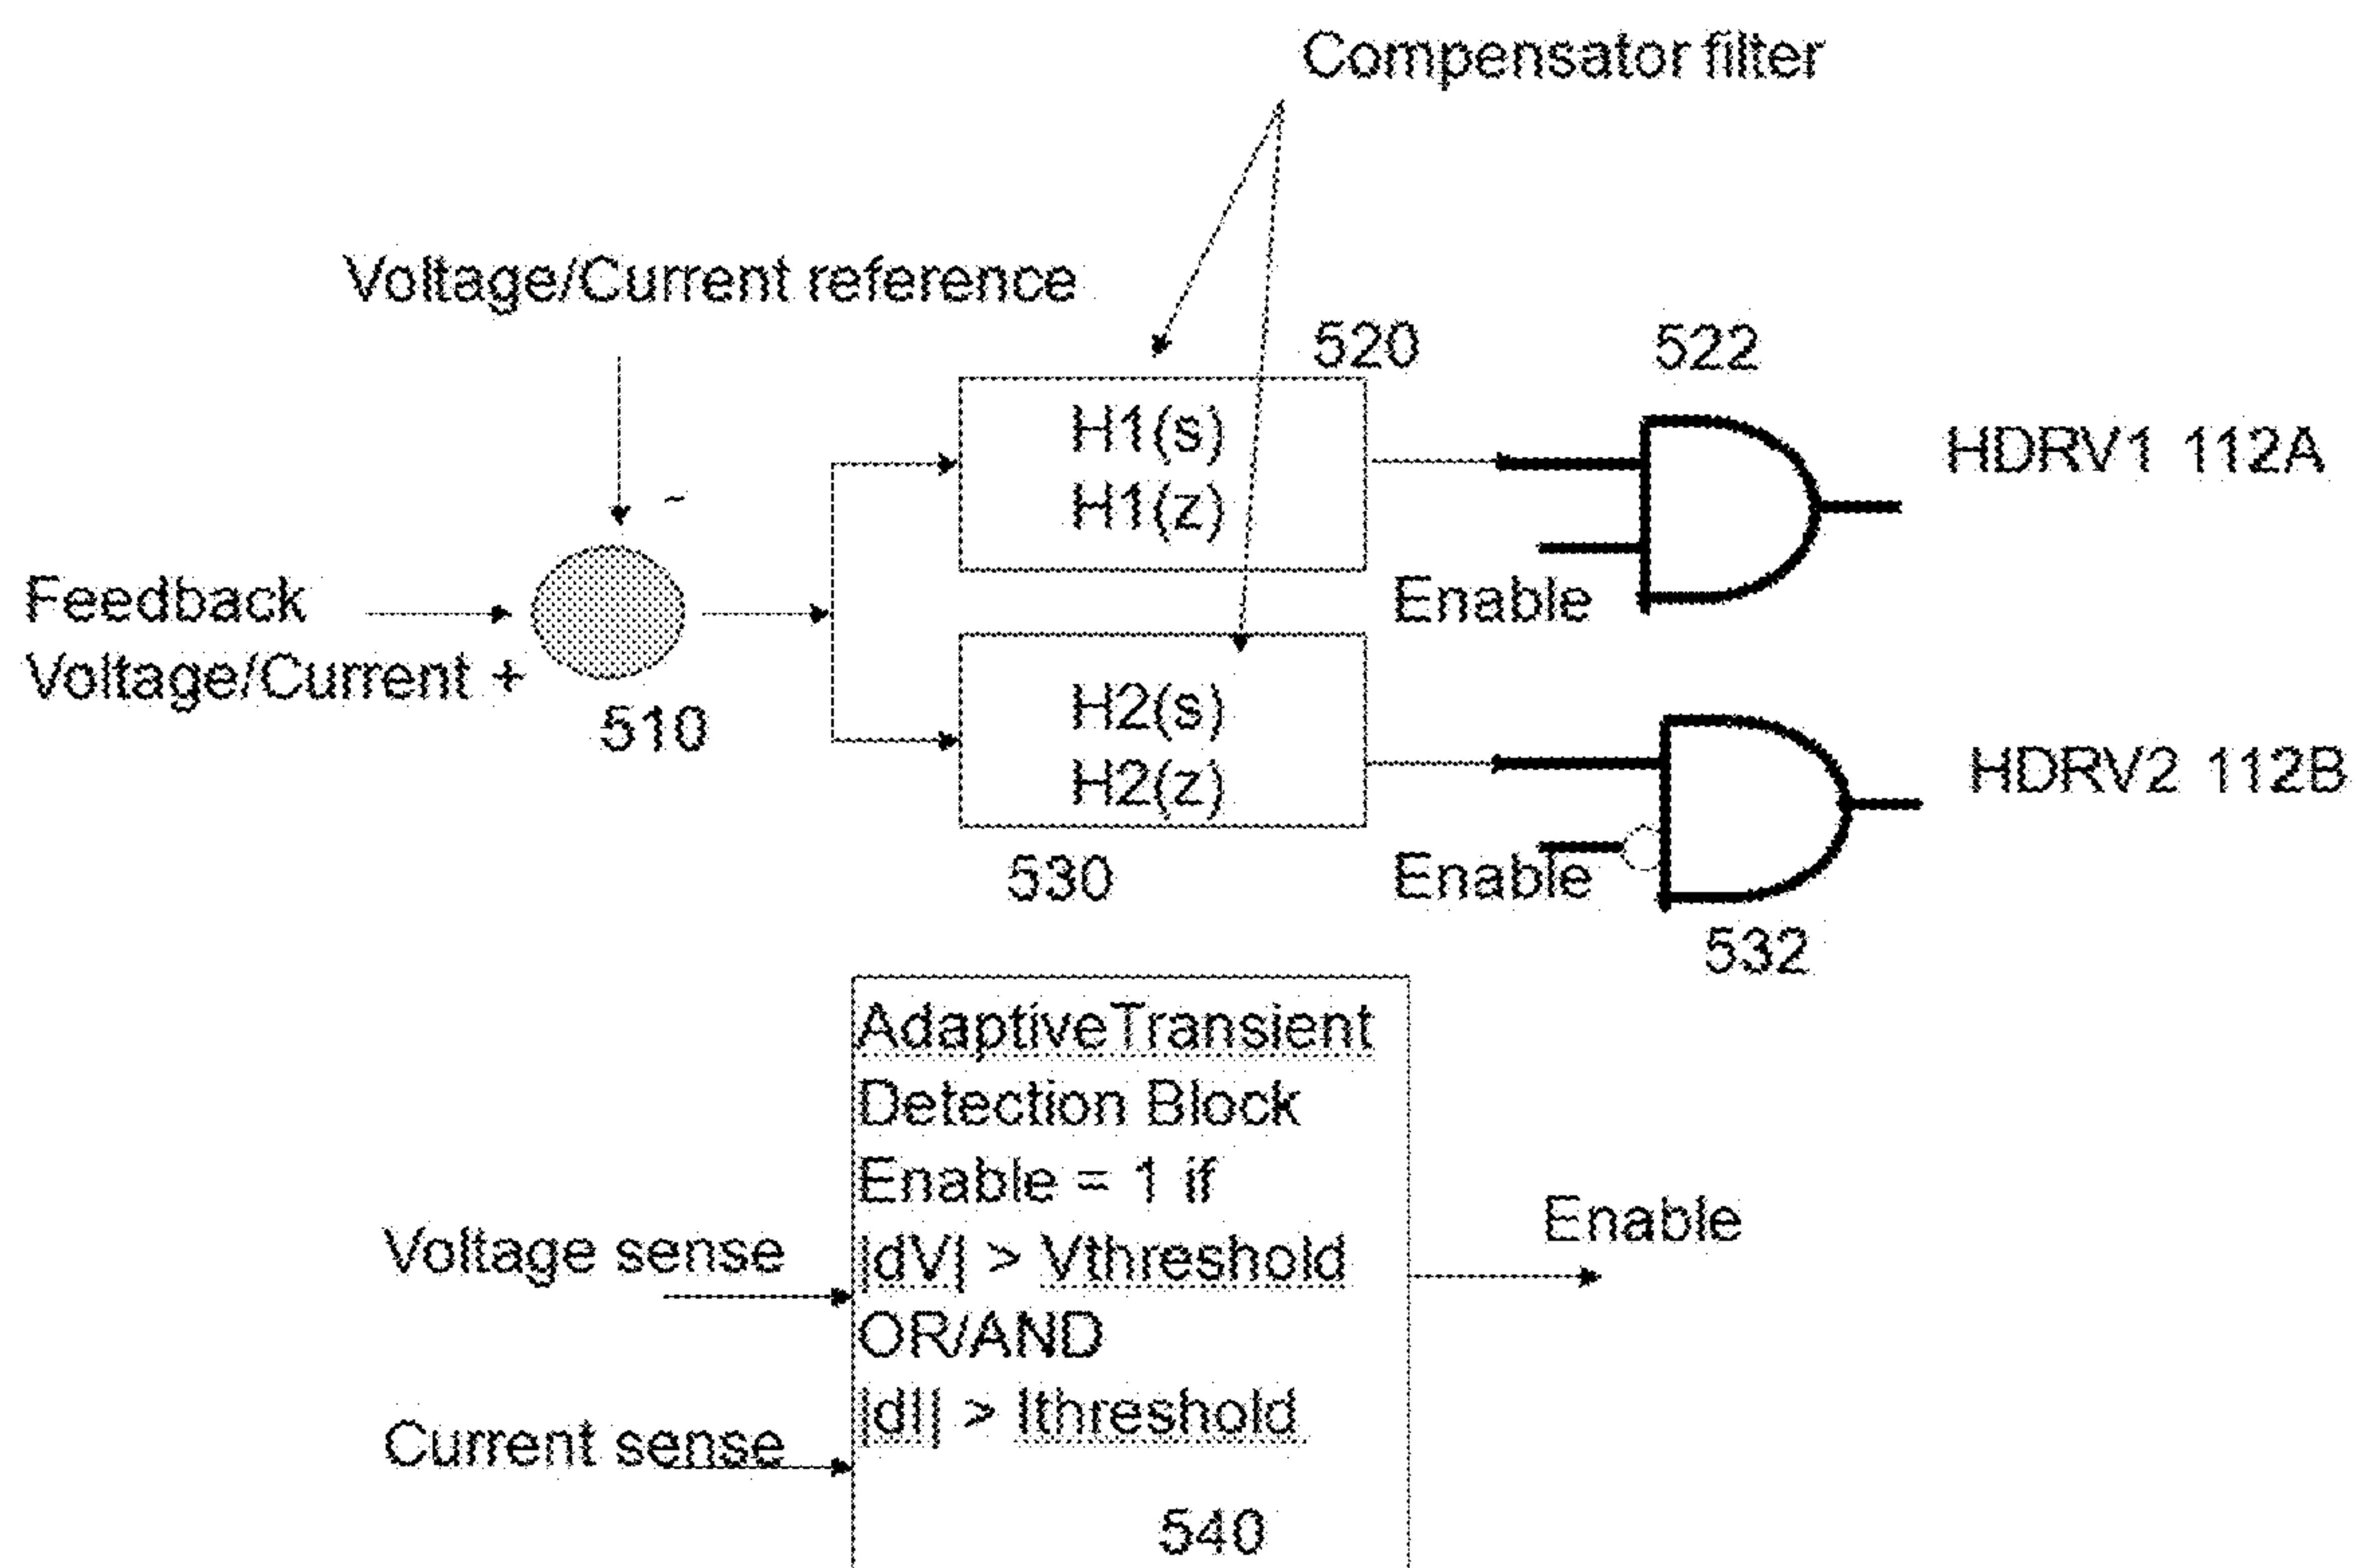 Compensator filter
Voltage/Current reference
520
522
H1(s)
H1(z)
HDRV1 112A
-
Feedback
Voltage/Current +
Enable
510
H2(s)
H2(z)
HDRV2 112B
530
Enable
532
AdaptiveTransient
Detection Block
Enable = 1 if
|dV| > Vthreshold
OR/AND
|dI| > Ithreshold
540
Voltage sense
Current sense
Enable